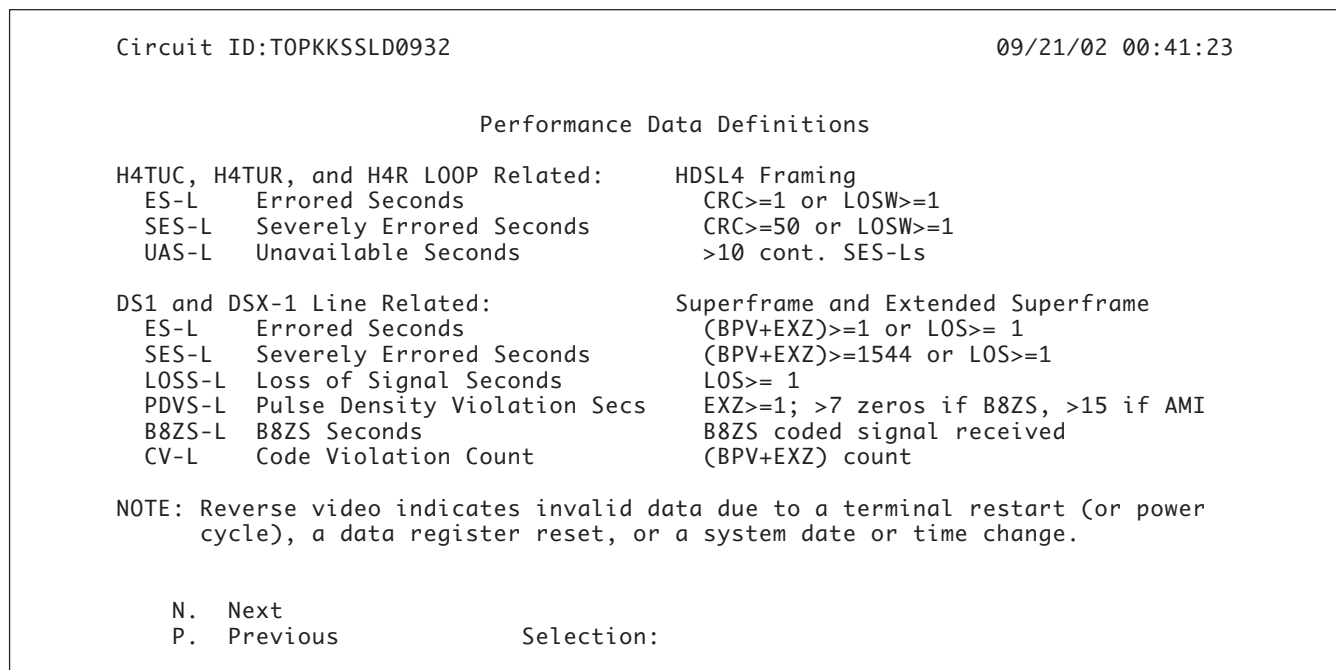 Circuit ID:TOPKKSSLD0932 09/21/02 00:41:23
Performance Data Definitions
H4TUC, H4TUR, and H4R LOOP Related: HDSL4 Framing
ES-L Errored Seconds CRC>=1 or LOSW>=1
SES-L Severely Errored Seconds CRC>=50 or LOSW>=1
UAS-L Unavailable Seconds >10 cont. SES-Ls
DS1 and DSX-1 Line Related: Superframe and Extended Superframe
ES-L Errored Seconds (BPV+EXZ)>=1 or LOS>= 1
SES-L Severely Errored Seconds (BPV+EXZ)>=1544 or LOS>=1
LOSS-L Loss of Signal Seconds LOS>= 1
PDVS-L Pulse Density Violation Secs EXZ>=1; >7 zeros if B8ZS, >15 if AMI
B8ZS-L B8ZS Seconds B8ZS coded signal received
CV-L Code Violation Count (BPV+EXZ) count
NOTE: Reverse video indicates invalid data due to a terminal restart (or power
cycle), a data register reset, or a system date or time change.
N. Next
P. Previous Selection: